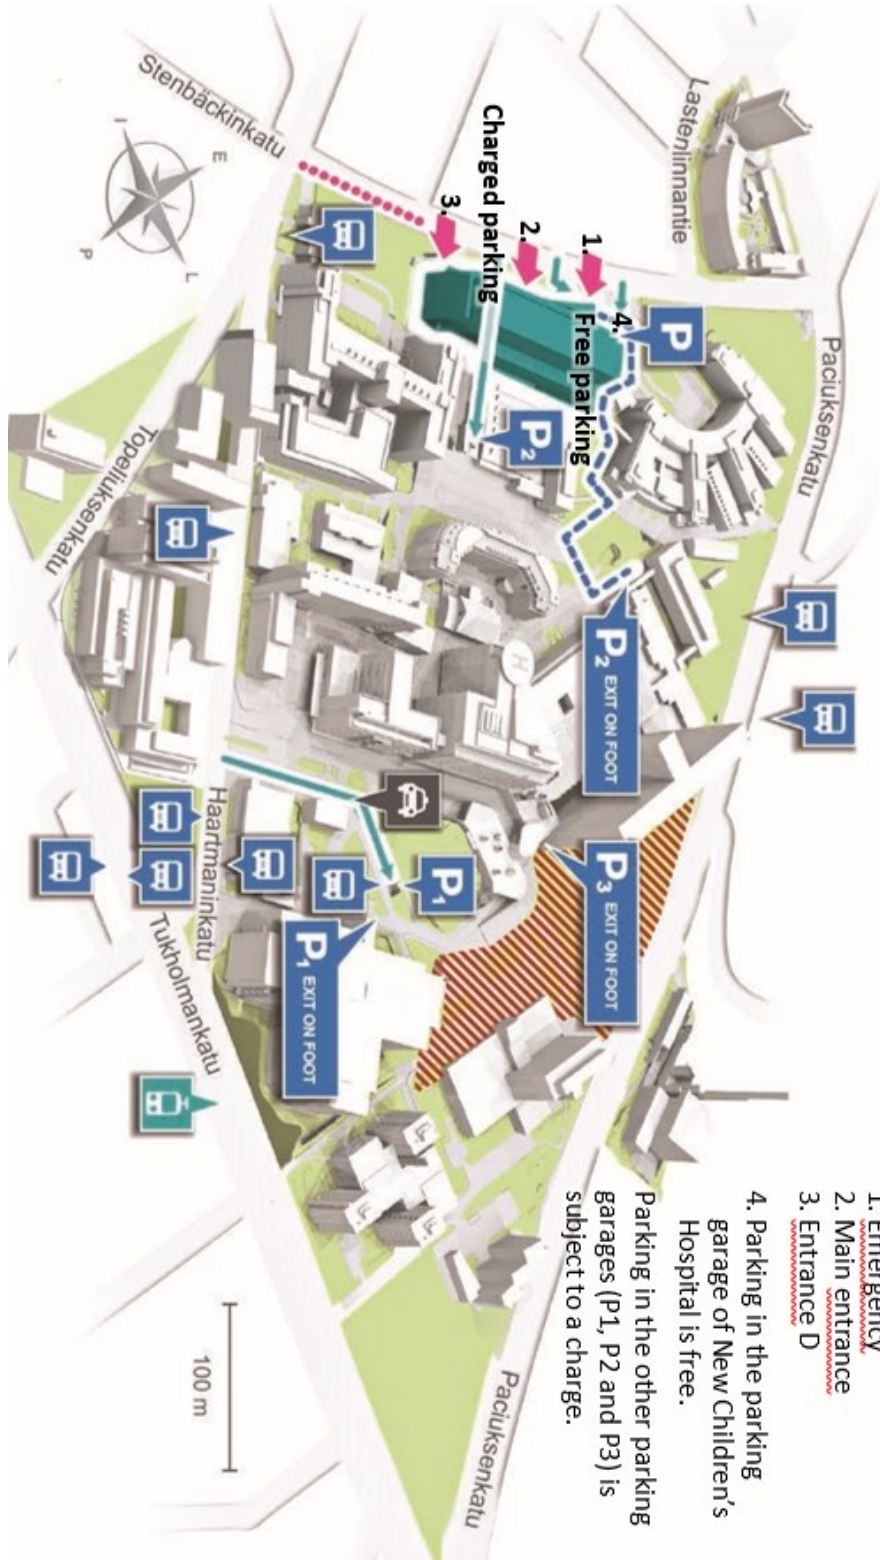 1. Emergency
2. Main entrance
3. Entrance D
4. Parking in the parking
garage of New Children's
Hospital is free.
Parking in the other parking
garages (P1, P2 and P3) is
subject to a charge.
Stenbäckinkatu
Lastenlinnantie
Paciuksenkatu
I
E
P
L
3.
2.
1.
4.
Charged parking
Free parking
P
P2
Topeliuksenkatu
H
P2 EXIT ON FOOT
P3 EXIT ON FOOT
P1
P1 EXIT ON FOOT
Haartmaninkatu
Tukholmankatu
Paciuksenkatu
100 m